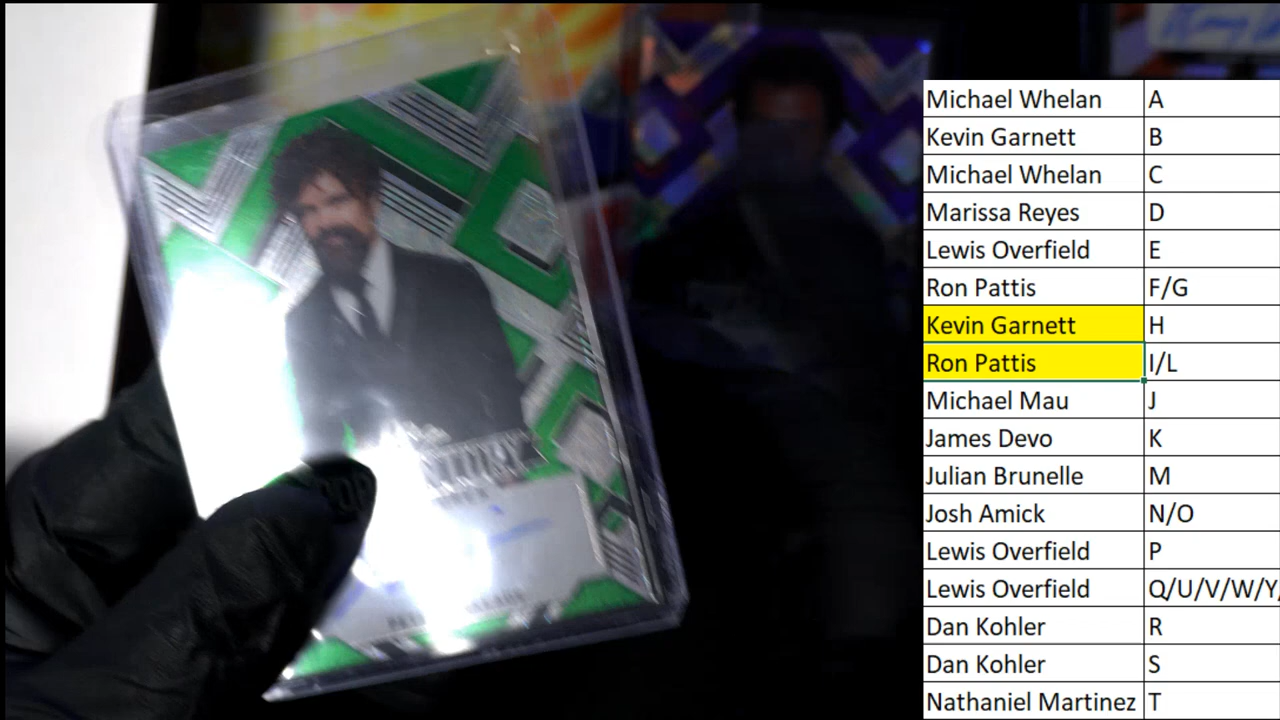 Michael Whelan A
Kevin Garnett B
Michael Whelan C
Marissa Reyes D
Lewis Overfield E
Ron Pattis F/G
Kevin Garnett H
Ron Pattis I/L
Michael Mau J
James Devo K
Julian Brunelle M
Josh Amick N/O
Lewis Overfield P
Lewis Overfield Q/U/V/W/Y/
Dan Kohler R
Dan Kohler S
Nathaniel Martinez T